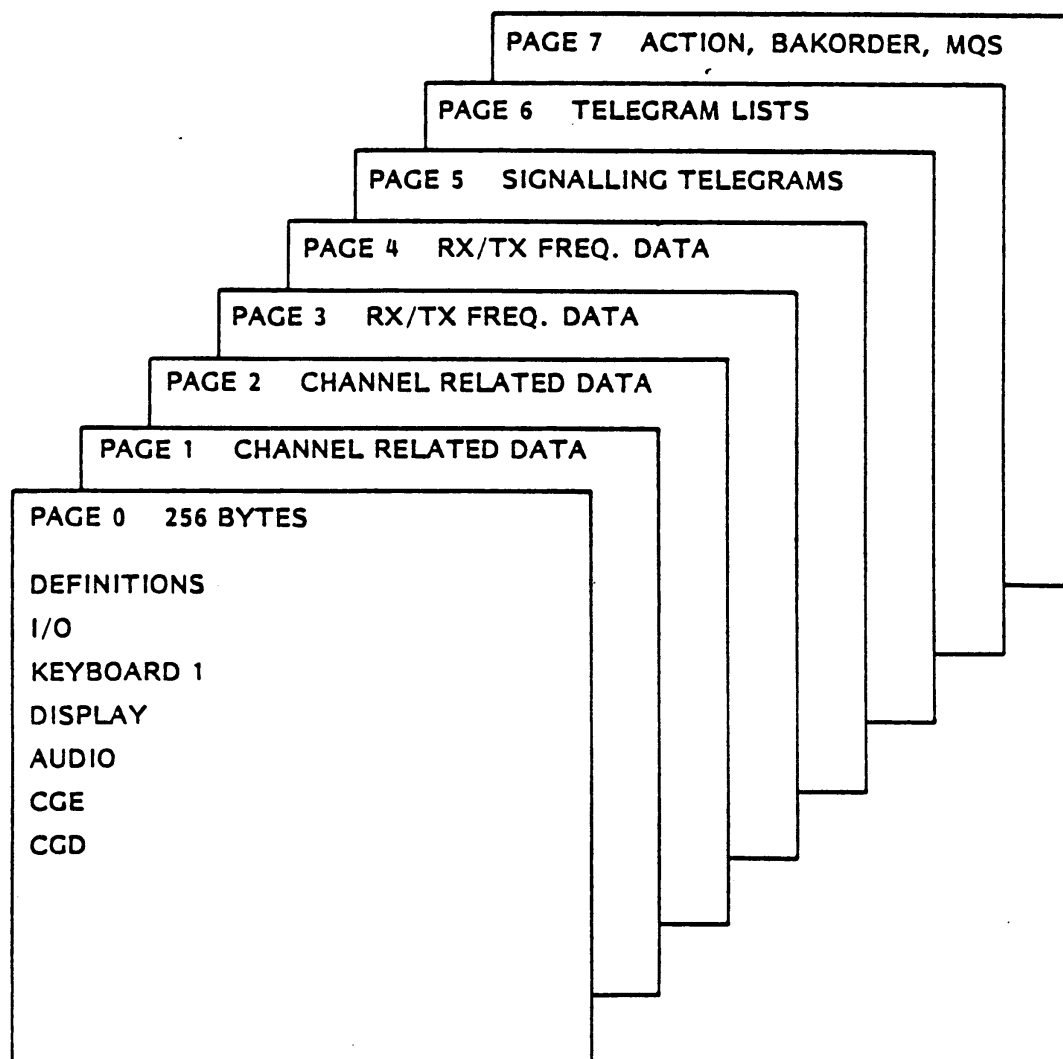 PAGE 7 ACTION, BAKORDER, MQS
PAGE 6 TELEGRAM LISTS
PAGE 5 SIGNALLING TELEGRAMS
PAGE 4 RX/TX FREQ. DATA
PAGE 3 RX/TX FREQ. DATA
PAGE 2 CHANNEL RELATED DATA
PAGE 1 CHANNEL RELATED DATA
PAGE 0 256 BYTES
DEFINITIONS
I/O
KEYBOARD 1
DISPLAY
AUDIO
CGE
CGD